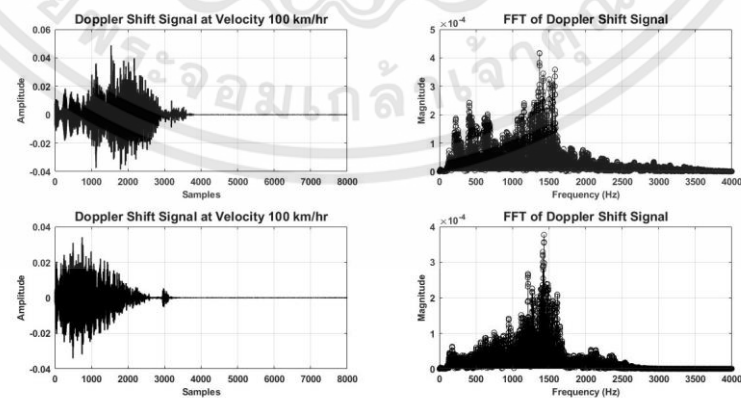 Doppler Shift Signal at Velocity 100 km/hr
0.06
0.04
0.02
0
-0.02
-0.04
Amplitude
0 1000 2000 3000 4000 5000 6000 7000 8000
Samples
FFT of Doppler Shift Signal
×10⁻⁴
5
4
3
2
1
0
Magnitude
0 500 1000 1500 2000 2500 3000 3500 4000
Frequency (Hz)
Doppler Shift Signal at Velocity 100 km/hr
0.04
0.02
0
-0.02
-0.04
Amplitude
0 1000 2000 3000 4000 5000 6000 7000 8000
Samples
FFT of Doppler Shift Signal
×10⁻⁴
4
3
2
1
0
Magnitude
0 500 1000 1500 2000 2500 3000 3500 4000
Frequency (Hz)